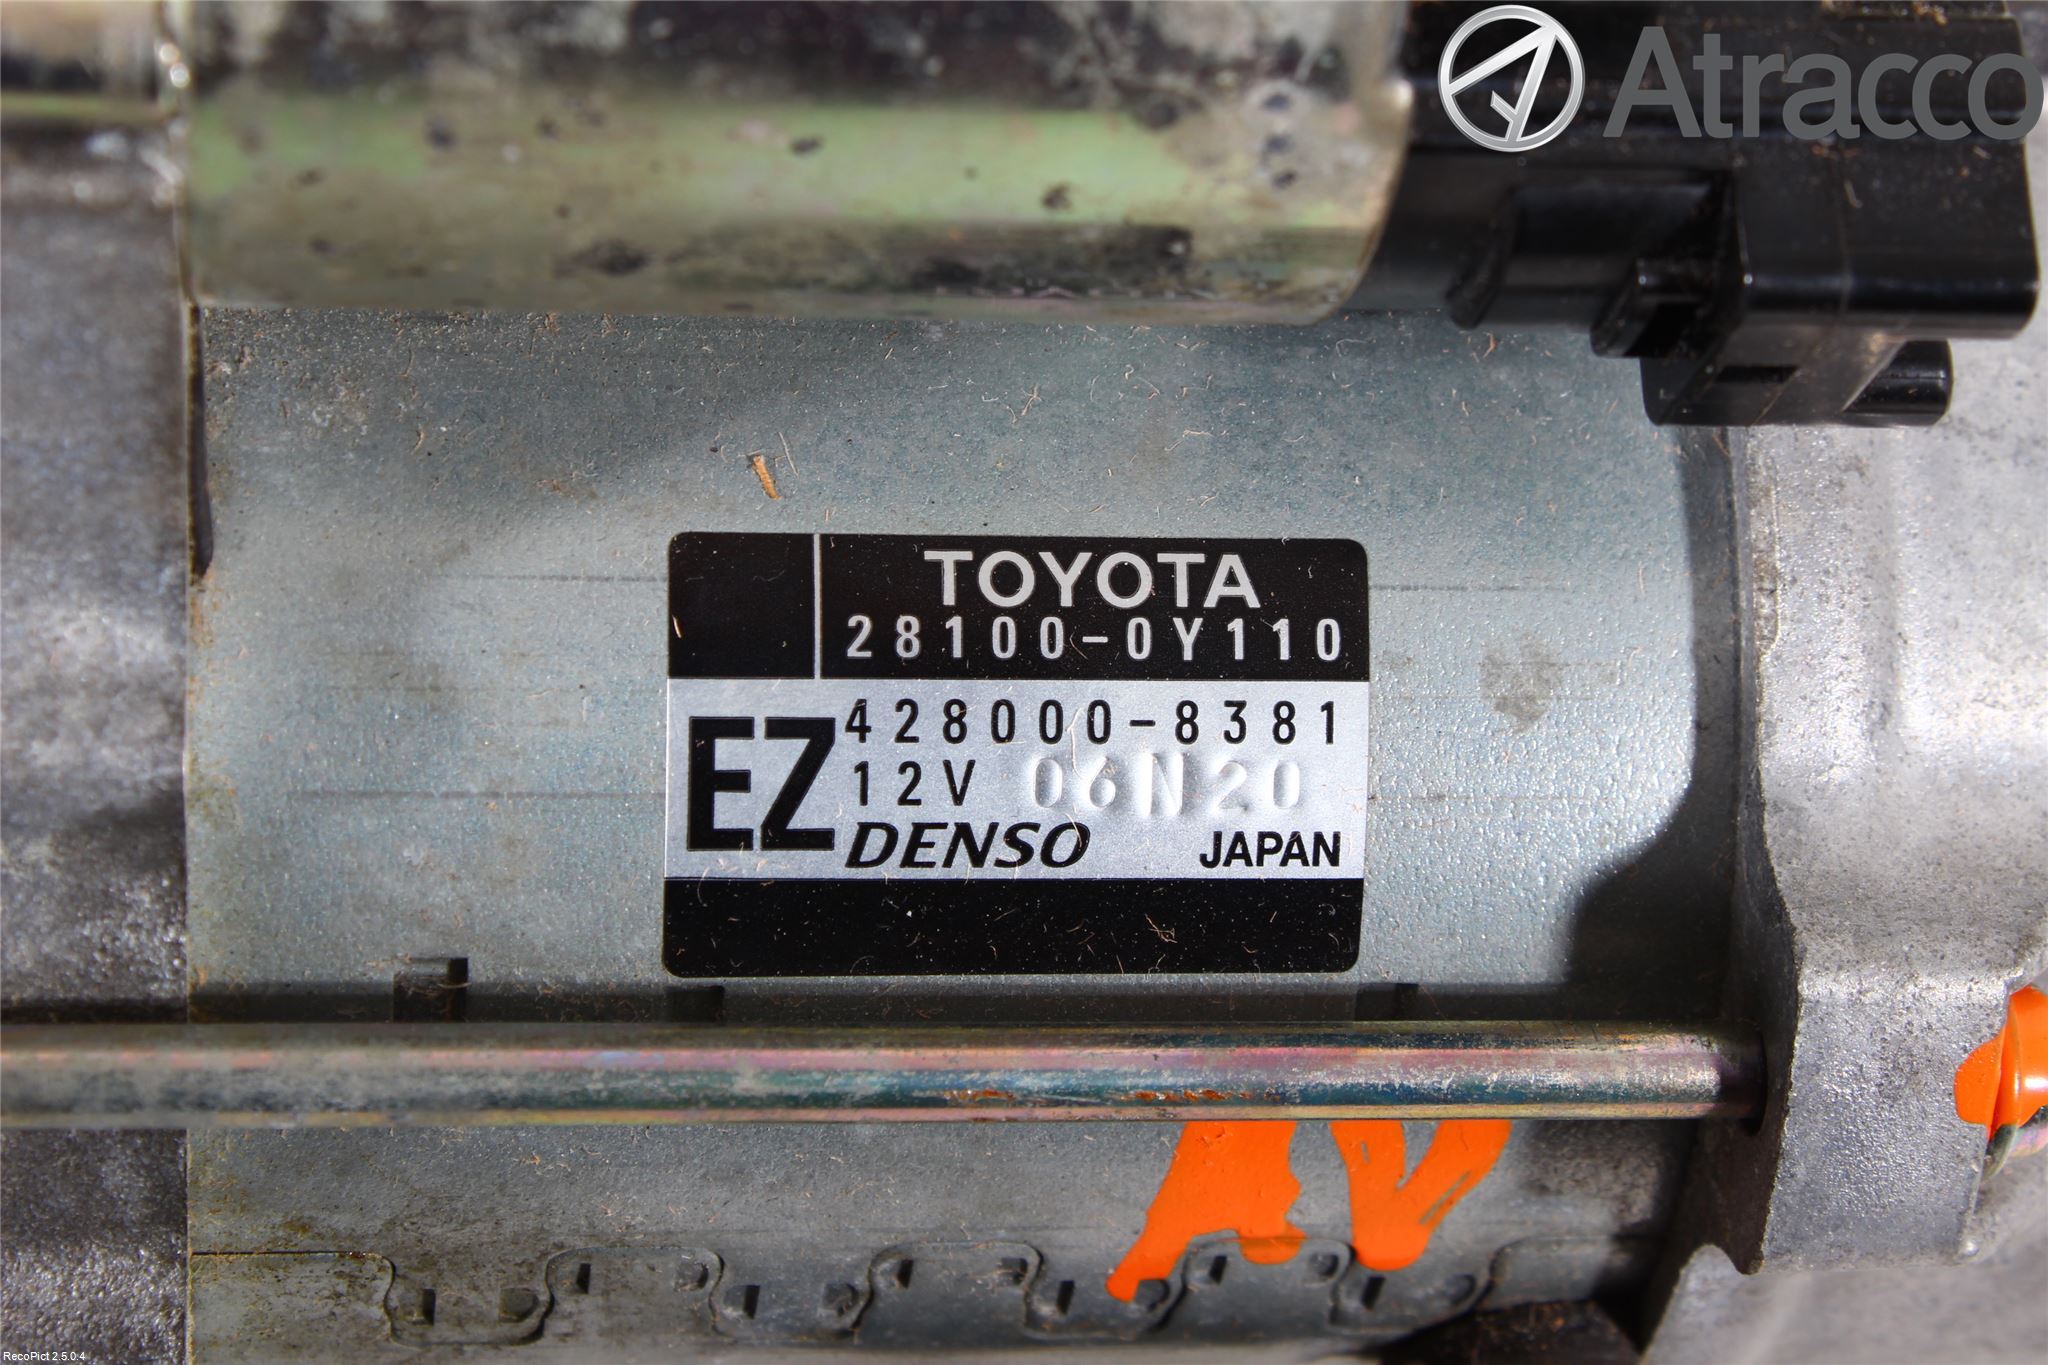 Atracco
TOYOTA
28100-0Y110
EZ
428000-8381
12V 06N20
DENSO JAPAN
RecoPict 2.5.0.4